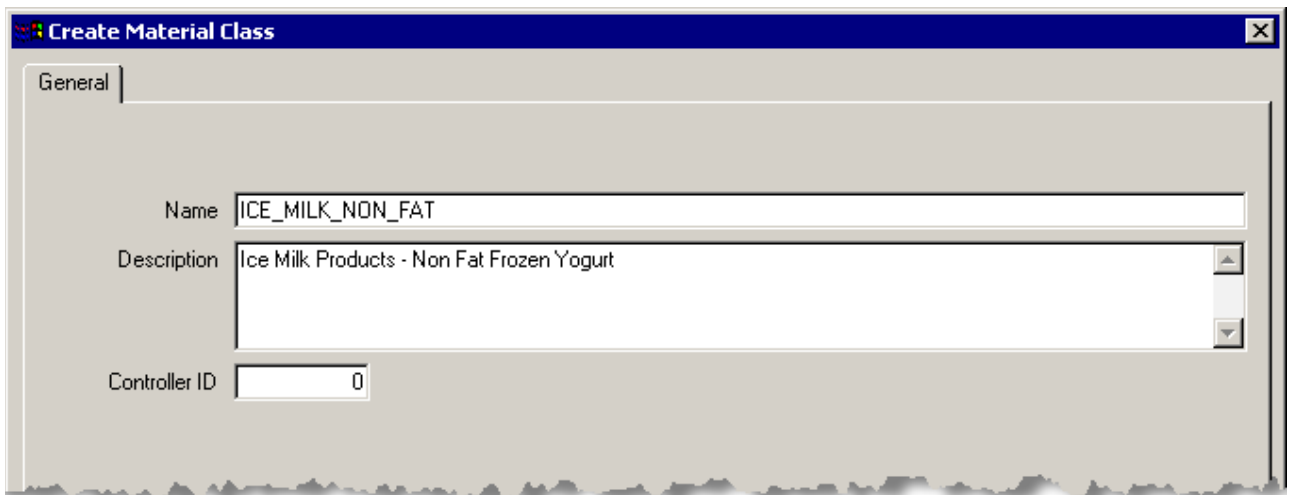 Create Material Class
General
Name ICE_MILK_NON_FAT
Description Ice Milk Products - Non Fat Frozen Yogurt
Controller ID 0